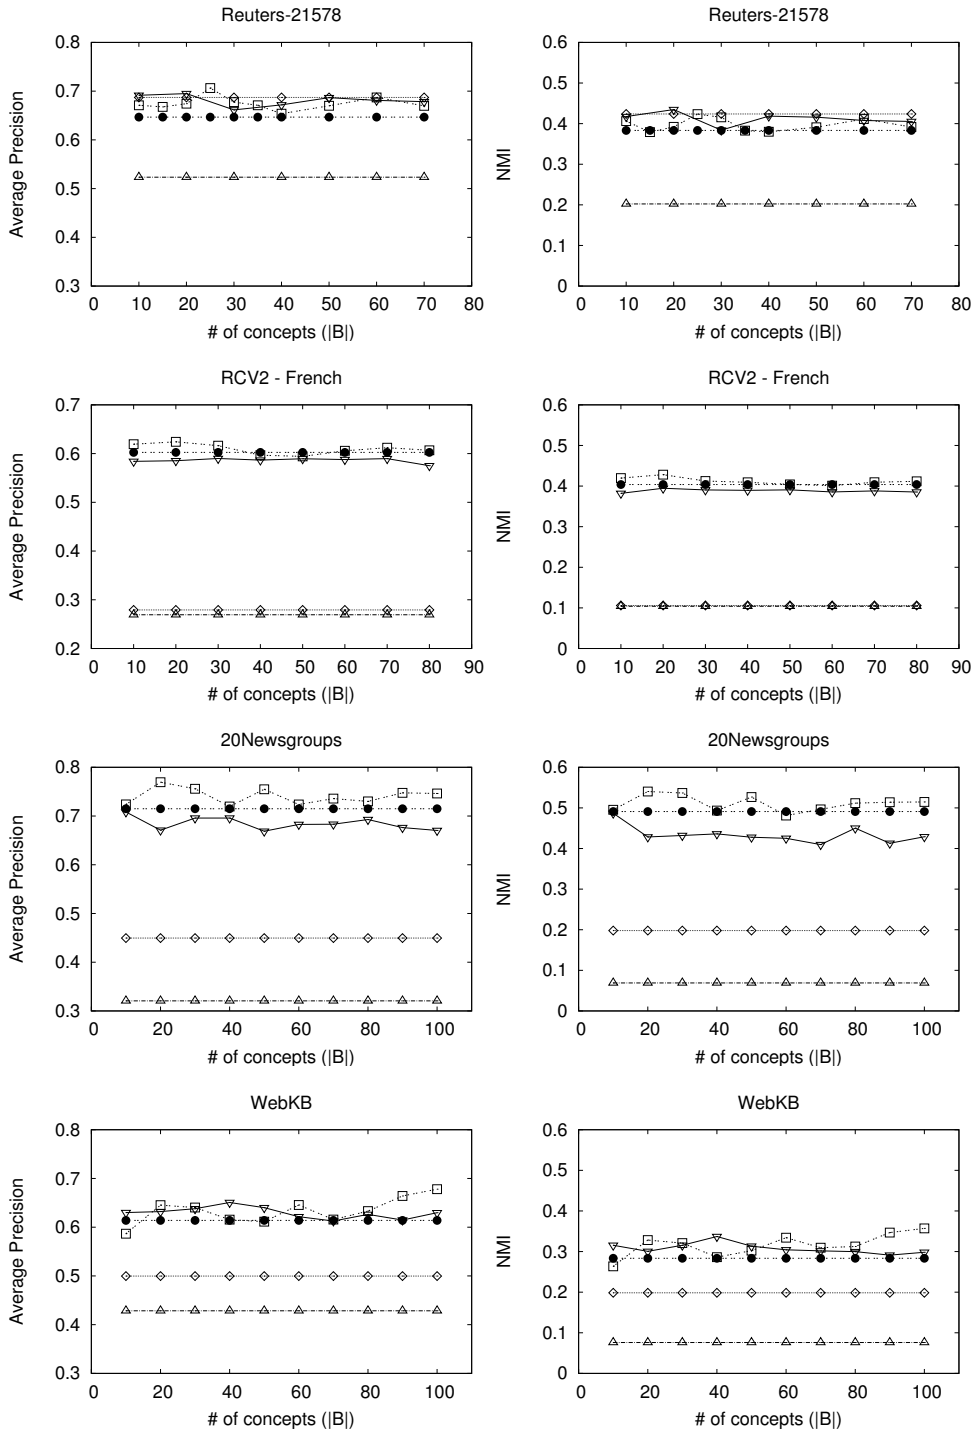 Reuters-21578
Average Precision
0.8
0.7
0.6
0.5
0.4
0.3
0 10 20 30 40 50 60 70 80
# of concepts (|B|)
Reuters-21578
NMI
0.6
0.5
0.4
0.3
0.2
0.1
0
0 10 20 30 40 50 60 70 80
# of concepts (|B|)
RCV2 - French
Average Precision
0.7
0.6
0.5
0.4
0.3
0.2
0 10 20 30 40 50 60 70 80 90
# of concepts (|B|)
RCV2 - French
NMI
0.6
0.5
0.4
0.3
0.2
0.1
0
0 10 20 30 40 50 60 70 80 90
# of concepts (|B|)
20Newsgroups
Average Precision
0.8
0.7
0.6
0.5
0.4
0.3
0 20 40 60 80 100
# of concepts (|B|)
20Newsgroups
NMI
0.6
0.5
0.4
0.3
0.2
0.1
0
0 20 40 60 80 100
# of concepts (|B|)
WebKB
Average Precision
0.8
0.7
0.6
0.5
0.4
0.3
0 20 40 60 80 100
# of concepts (|B|)
WebKB
NMI
0.6
0.5
0.4
0.3
0.2
0.1
0
0 20 40 60 80 100
# of concepts (|B|)